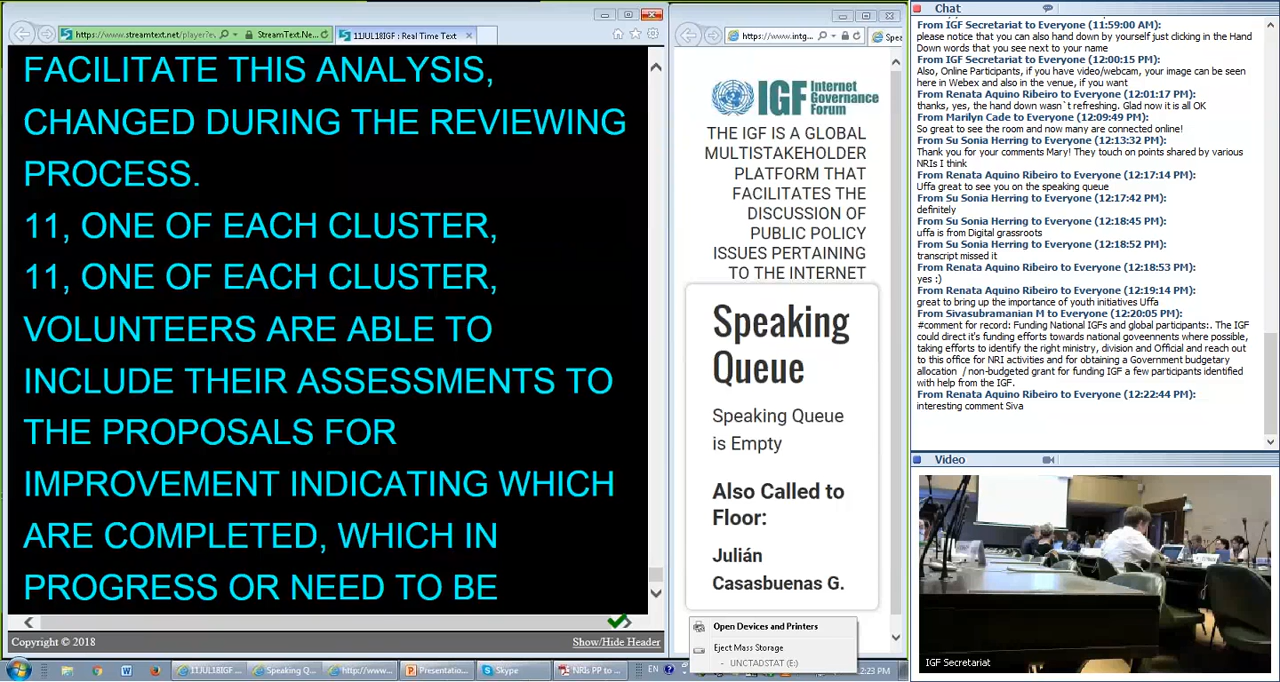 https://www.streamtext.net/player?ev
StreamText.Ne...
11JUL18IGF : Real Time Text
FACILITATE THIS ANALYSIS,
CHANGED DURING THE REVIEWING
PROCESS.
11, ONE OF EACH CLUSTER,
11, ONE OF EACH CLUSTER,
VOLUNTEERS ARE ABLE TO
INCLUDE THEIR ASSESSMENTS TO
THE PROPOSALS FOR
IMPROVEMENT INDICATING WHICH
ARE COMPLETED, WHICH IN
PROGRESS OR NEED TO BE
Copyright © 2018
Show/Hide Header
https://www.intg
Spea
IGF Internet Governance Forum
THE IGF IS A GLOBAL
MULTISTAKEHOLDER
PLATFORM THAT
FACILITATES THE
DISCUSSION OF
PUBLIC POLICY
ISSUES PERTAINING
TO THE INTERNET
Speaking
Queue
Speaking Queue
is Empty
Also Called to
Floor:
Julián
Casasbuenas G.
Open Devices and Printers
Eject Mass Storage
- UNCTADSTAT (E:)
Chat
From IGF Secretariat to Everyone (11:59:00 AM):
please notice that you can also hand down by yourself just clicking in the Hand
Down words that you see next to your name
From IGF Secretariat to Everyone (12:00:15 PM):
Also, Online Participants, if you have video/webcam, your image can be seen
here in Webex and also in the venue, if you want
From Renata Aquino Ribeiro to Everyone (12:01:17 PM):
thanks, yes, the hand down wasn`t refreshing. Glad now it is all OK
From Marilyn Cade to Everyone (12:09:49 PM):
So great to see the room and now many are connected online!
From Su Sonia Herring to Everyone (12:13:32 PM):
Thank you for your comments Mary! They touch on points shared by various
NRIs I think
From Renata Aquino Ribeiro to Everyone (12:17:14 PM):
Uffa great to see you on the speaking queue
From Su Sonia Herring to Everyone (12:17:42 PM):
definitely
From Su Sonia Herring to Everyone (12:18:45 PM):
uffa is from Digital grassroots
From Su Sonia Herring to Everyone (12:18:52 PM):
transcript missed it
From Renata Aquino Ribeiro to Everyone (12:18:53 PM):
yes :)
From Renata Aquino Ribeiro to Everyone (12:19:14 PM):
great to bring up the importance of youth initiatives Uffa
From Sivasubramanian M to Everyone (12:20:05 PM):
#comment for record: Funding National IGFs and global participants:. The IGF
could direct it's funding efforts towards national goveennents where possible,
taking efforts to identify the right ministry, division and Official and reach out
to this office for NRI activities and for obtaining a Government budgetary
allocation / non-budgeted grant for funding IGF a few participants identified
with help from the IGF.
From Renata Aquino Ribeiro to Everyone (12:22:44 PM):
interesting comment Siva
Video
IGF Secretariat
11JUL18IGF ...
Speaking Q...
http://www...
Presentatio...
Skype
NRIs PP to ...
EN
2:23 PM